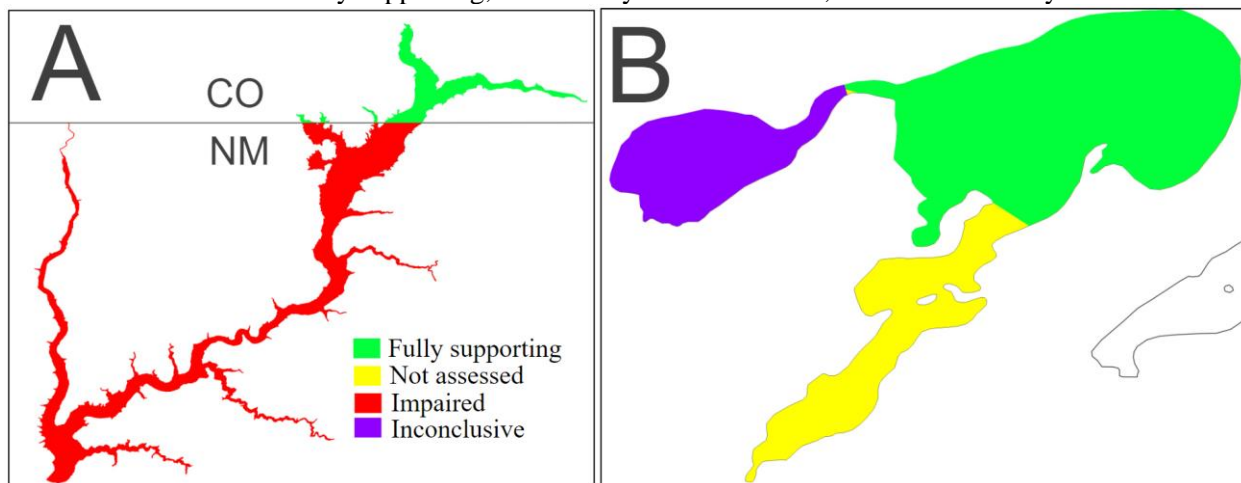 A
CO
NM
Fully supporting
Not assessed
Impaired
Inconclusive
B